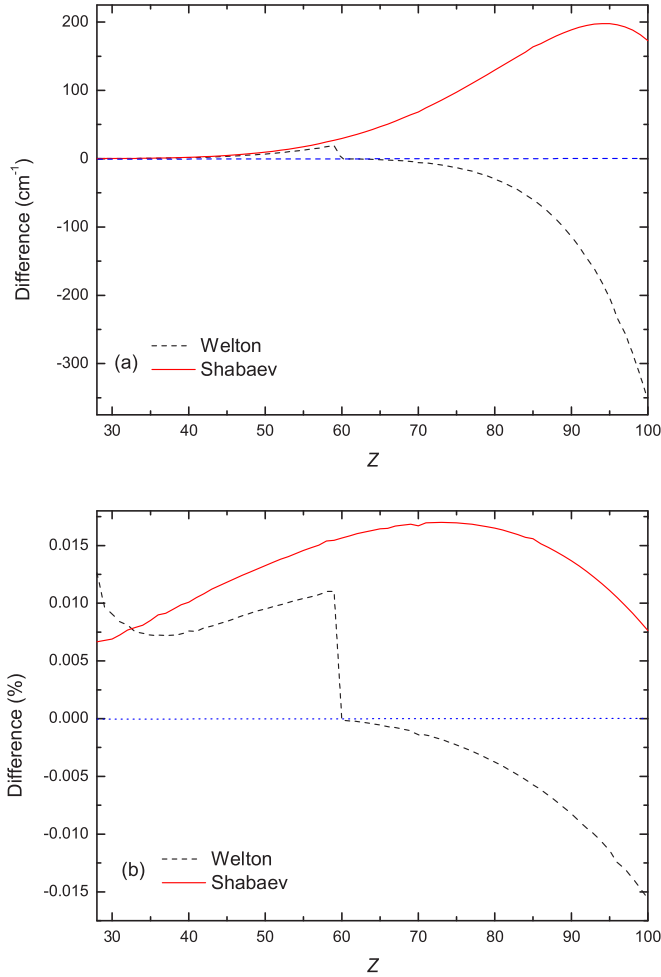 200
100
0
-100
-200
-300
Difference (cm⁻¹)
(a)
Welton
Shabaev
30 40 50 60 70 80 90 100
Z
0.015
0.010
0.005
0.000
-0.005
-0.010
-0.015
Difference (%)
(b)
Welton
Shabaev
30 40 50 60 70 80 90 100
Z